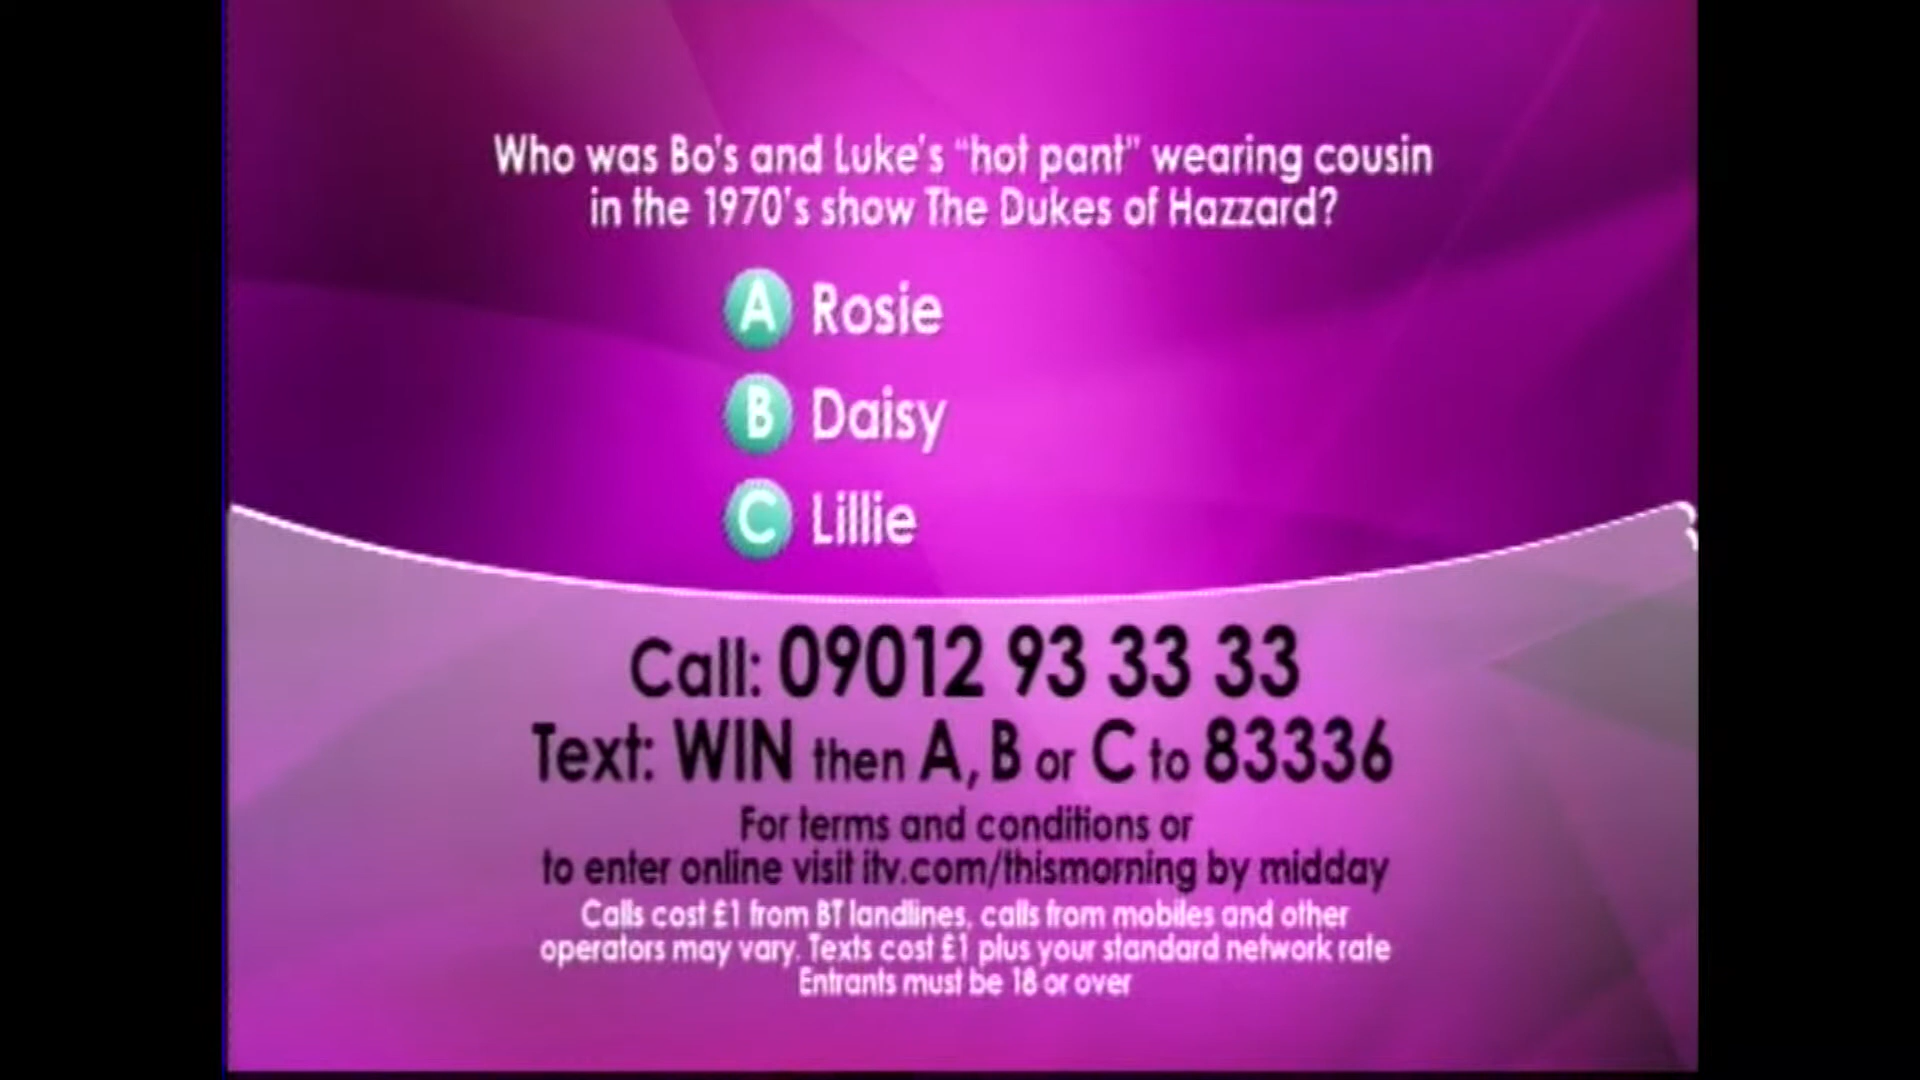 Who was Bo's and Luke's “hot pant” wearing cousin
in the 1970's show The Dukes of Hazzard?
A Rosie
B Daisy
C Lillie
Call: 09012 93 33 33
Text: WIN then A, B or C to 83336
For terms and conditions or
to enter online visit itv.com/thismorning by midday
Calls cost £1 from BT landlines, calls from mobiles and other
operators may vary. Texts cost £1 plus your standard network rate
Entrants must be 18 or over